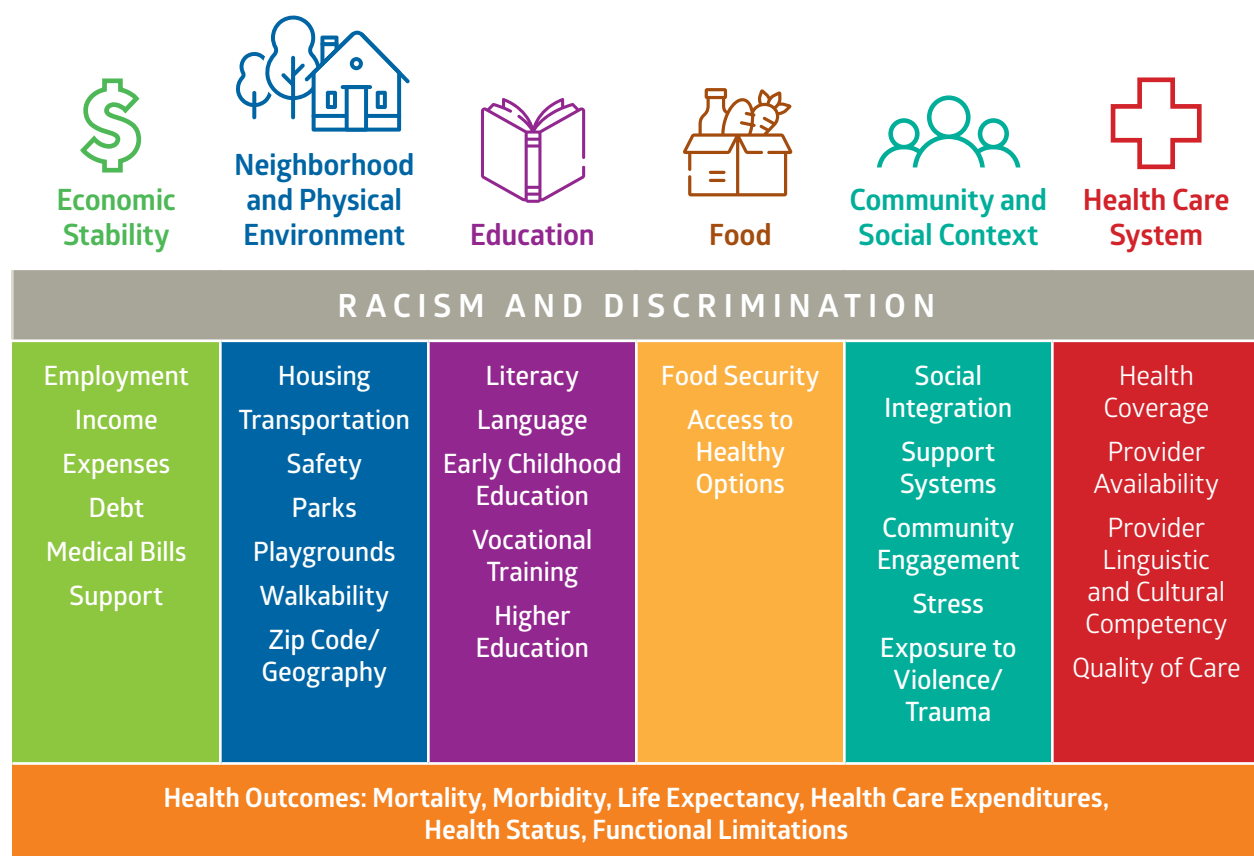 Economic
Stability
Neighborhood
and Physical
Environment
Education
Food
Community and
Social Context
Health Care
System
RACISM AND DISCRIMINATION
Employment
Income
Expenses
Debt
Medical Bills
Support
Housing
Transportation
Safety
Parks
Playgrounds
Walkability
Zip Code/
Geography
Literacy
Language
Early Childhood
Education
Vocational
Training
Higher
Education
Food Security
Access to
Healthy
Options
Social
Integration
Support
Systems
Community
Engagement
Stress
Exposure to
Violence/
Trauma
Health
Coverage
Provider
Availability
Provider
Linguistic
and Cultural
Competency
Quality of Care
Health Outcomes: Mortality, Morbidity, Life Expectancy, Health Care Expenditures,
Health Status, Functional Limitations